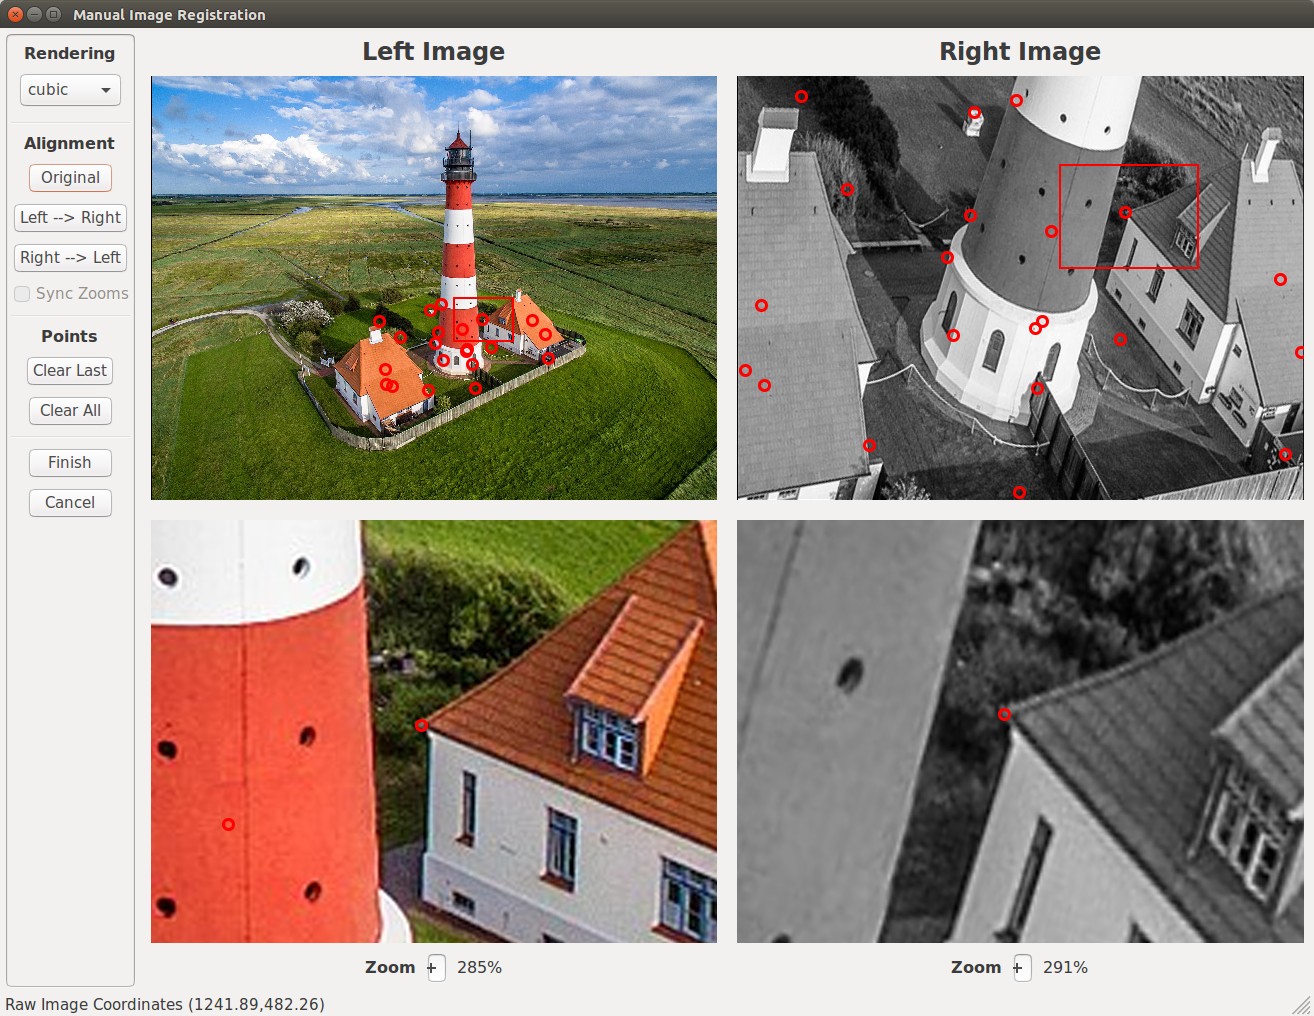 Manual Image Registration
Rendering
cubic
Alignment
Original
Left --> Right
Right --> Left
Sync Zooms
Points
Clear Last
Clear All
Finish
Cancel
Left Image
Right Image
Zoom + 285%
Zoom + 291%
Raw Image Coordinates (1241.89,482.26)